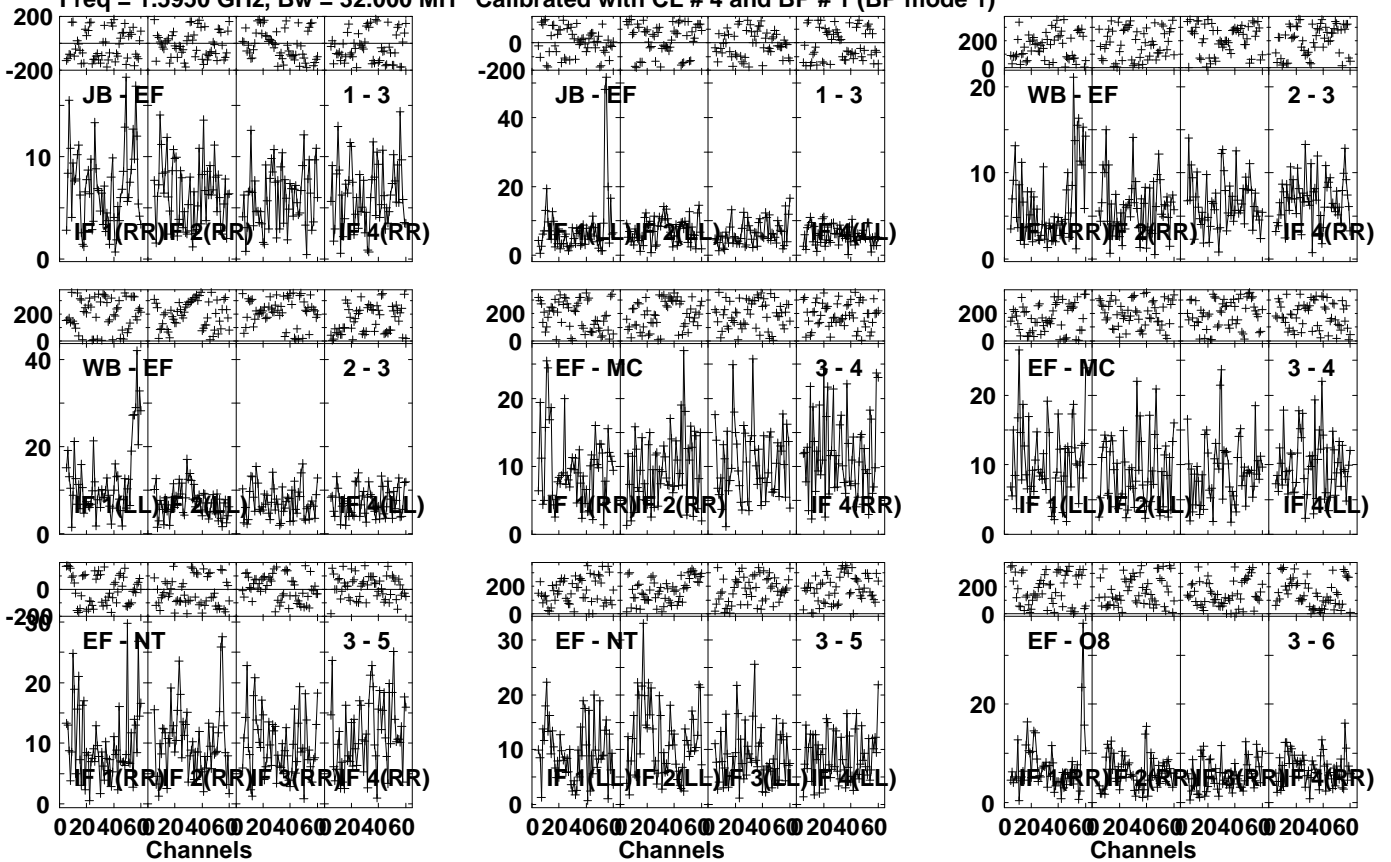 Freq = 1.5950 GHz, Bw = 32.000 MH Calibrated with CL # 4 and BP # 1 (BP mode 1)
200
-200
JB - EF 1 - 3
10
0
IF 1(RR) IF 2(RR) IF 4(RR)
200
0
-200
JB - EF 1 - 3
40
20
0
IF 1(LL) IF 2(LL) IF 4(LL)
200
0
WB - EF 2 - 3
20
10
0
IF 1(RR) IF 2(RR) IF 4(RR)
200
0
WB - EF 2 - 3
40
20
0
IF 1(LL) IF 2(LL) IF 4(LL)
200
0
EF - MC 3 - 4
20
10
0
IF 1(RR) IF 2(RR) IF 4(RR)
200
0
EF - MC 3 - 4
20
10
0
IF 1(LL) IF 2(LL) IF 4(LL)
0
-200
30
EF - NT 3 - 5
20
10
0
IF 1(RR) IF 2(RR) IF 3(RR) IF 4(RR)
0 20 40 60 0 20 40 60 0 20 40 60 0 20 40 60
Channels
200
0
EF - NT 3 - 5
30
20
10
0
IF 1(LL) IF 2(LL) IF 3(LL) IF 4(LL)
0 20 40 60 0 20 40 60 0 20 40 60 0 20 40 60
Channels
200
0
EF - O8 3 - 6
20
0
IF 1(RR) IF 2(RR) IF 3(RR) IF 4(RR)
0 20 40 60 0 20 40 60 0 20 40 60 0 20 40 60
Channels